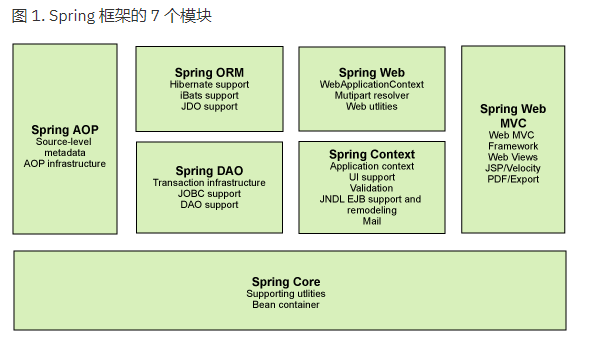 图 1. Spring 框架的 7 个模块
Spring AOP
Source-level
metadata
AOP infrastructure
Spring ORM
Hibernate support
iBats support
JDO support
Spring DAO
Transaction infrastructure
JOBC support
DAO support
Spring Web
WebApplicationContext
Mutipart resolver
Web utlities
Spring Context
Application context
UI support
Validation
JNDL EJB support and
remodeling
Mail
Spring Web
MVC
Web MVC
Framework
Web Views
JSP/Velocity
PDF/Export
Spring Core
Supporting utlities
Bean container